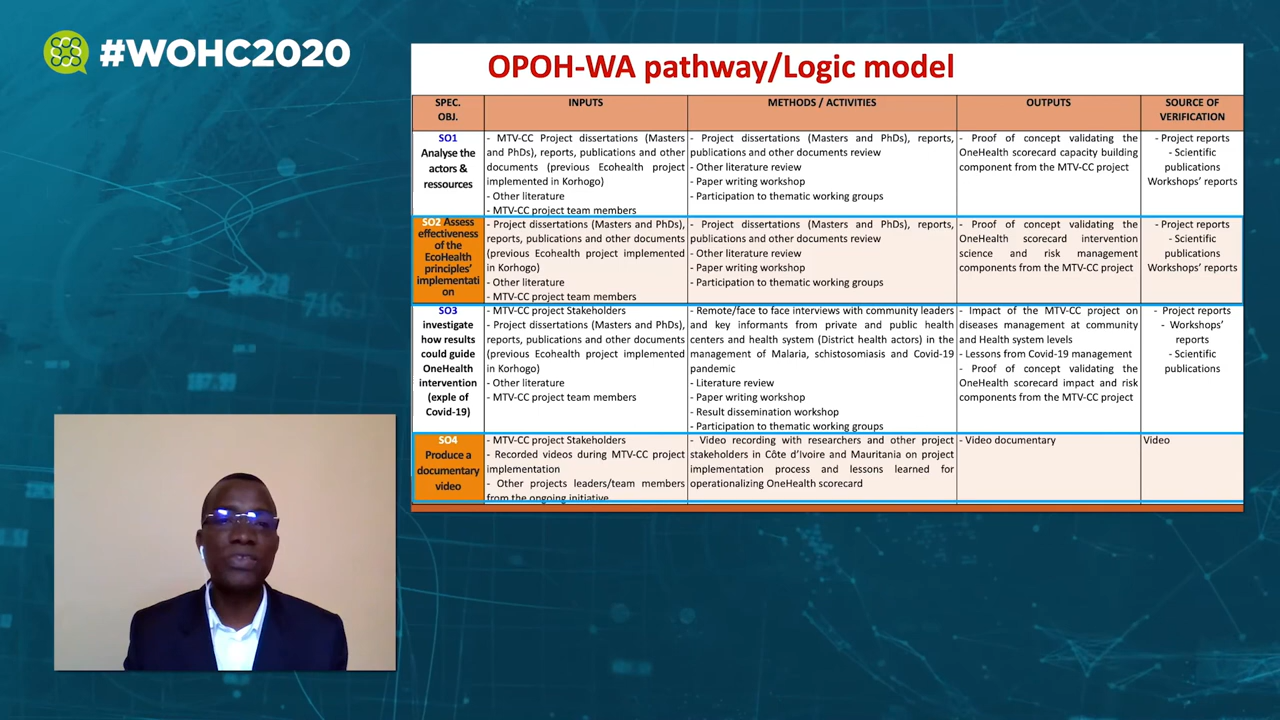 #WOHC2020
OPOH-WA pathway/Logic model
SPEC.
OBJ.
INPUTS
METHODS / ACTIVITIES
OUTPUTS
SOURCE OF
VERIFICATION
SO1
Analyse the
actors &
ressources
- MTV-CC Project dissertations (Masters
and PhDs), reports, publications and other
documents (previous Ecohealth project
implemented in Korhogo)
- Other literature
- MTV-CC project team members
- Project dissertations (Masters and PhDs), reports,
publications and other documents review
- Other literature review
- Paper writing workshop
- Participation to thematic working groups
- Proof of concept validating the
OneHealth scorecard capacity building
component from the MTV-CC project
- Project reports
- Scientific
publications
Workshops' reports
SO2 Assess
effectiveness
of the
EcoHealth
principles'
implementati
on
- Project dissertations (Masters and PhDs),
reports, publications and other documents
(previous Ecohealth project implemented
in Korhogo)
- Other literature
- MTV-CC project team members
- Project dissertations (Masters and PhDs), reports,
publications and other documents review
- Other literature review
- Paper writing workshop
- Participation to thematic working groups
- Proof of concept validating the
OneHealth scorecard intervention
science and risk management
components from the MTV-CC project
- Project reports
- Scientific
publications
Workshops' reports
SO3
investigate
how results
could guide
OneHealth
intervention
(exple of
Covid-19)
- MTV-CC project Stakeholders
- Project dissertations (Masters and PhDs),
reports, publications and other documents
(previous Ecohealth project implemented
in Korhogo)
- Other literature
- MTV-CC project team members
- Remote/face to face interviews with community leaders
and key informants from private and public health
centers and health system (District health actors) in the
management of Malaria, schistosomiasis and Covid-19
pandemic
- Literature review
- Paper writing workshop
- Result dissemination workshop
- Participation to thematic working groups
- Impact of the MTV-CC project on
diseases management at community
and Health system levels
- Lessons from Covid-19 management
- Proof of concept validating the
OneHealth scorecard impact and risk
components from the MTV-CC project
- Project reports
- Workshops'
reports
- Scientific
publications
SO4
Produce a
documentary
video
- MTV-CC project Stakeholders
- Recorded videos during MTV-CC project
implementation
- Other projects leaders/team members
from the ongoing initiative
- Video recording with researchers and other project
stakeholders in Côte d'Ivoire and Mauritania on project
implementation process and lessons learned for
operationalizing OneHealth scorecard
- Video documentary
Video